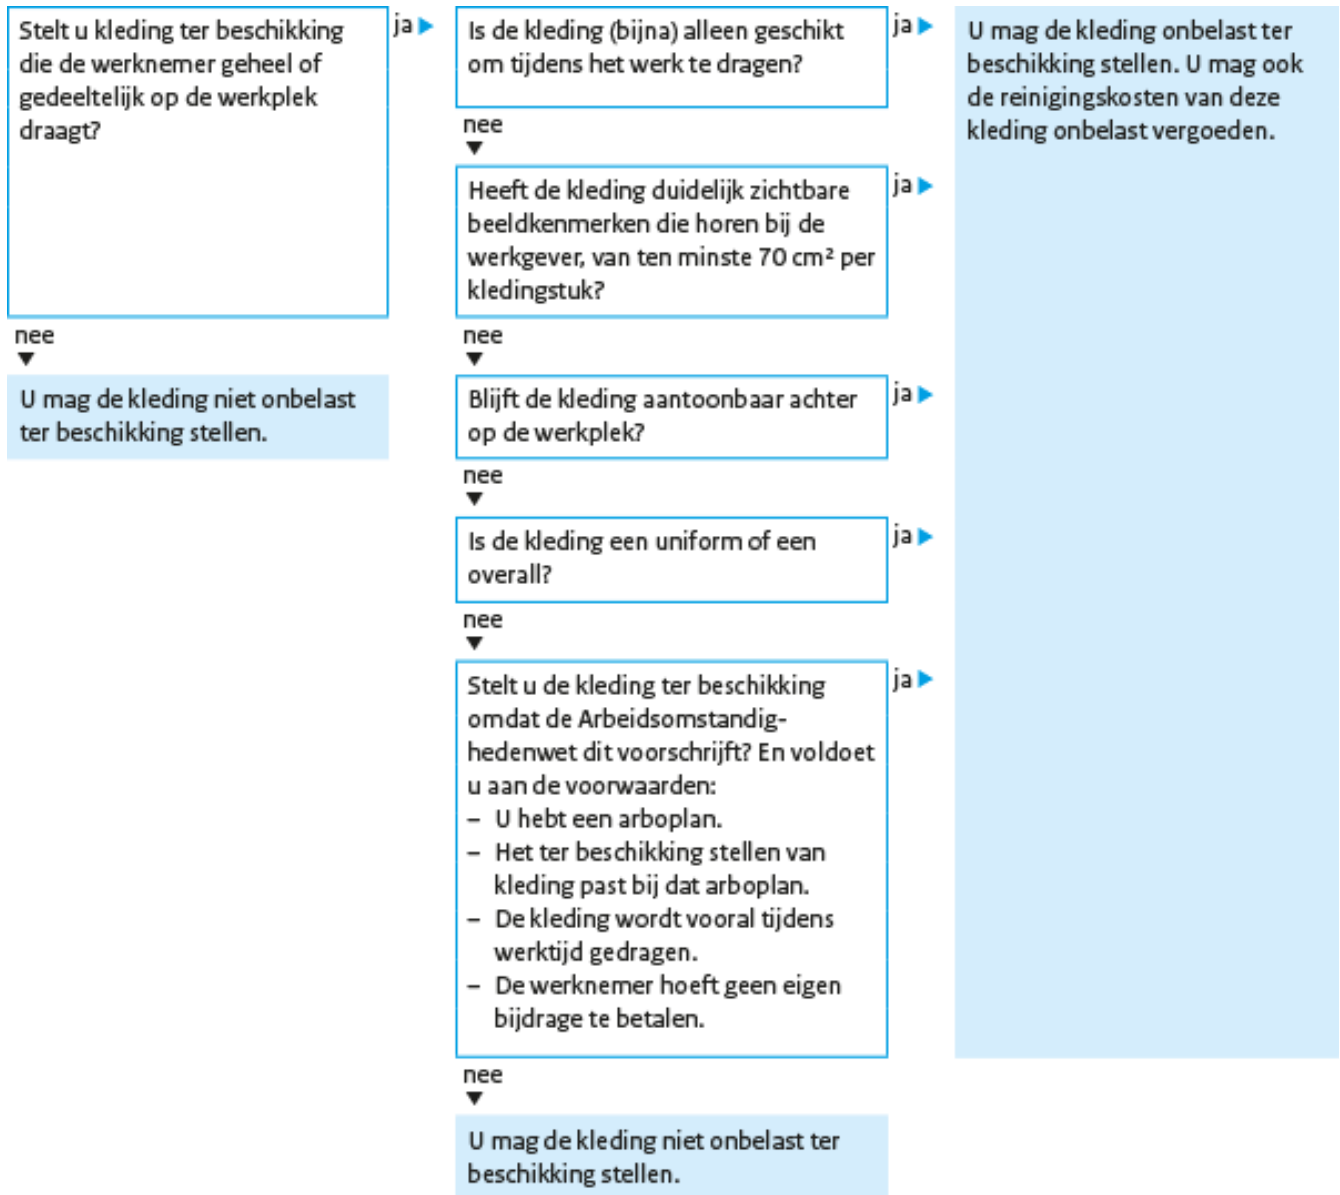 Stelt u kleding ter beschikking
die de werknemer geheel of
gedeeltelijk op de werkplek
draagt?
ja
nee
U mag de kleding niet onbelast
ter beschikking stellen.
Is de kleding (bijna) alleen geschikt
om tijdens het werk te dragen?
ja
nee
Heeft de kleding duidelijk zichtbare
beeldkenmerken die horen bij de
werkgever, van ten minste 70 cm² per
kledingstuk?
ja
nee
Blijft de kleding aantoonbaar achter
op de werkplek?
ja
nee
Is de kleding een uniform of een
overall?
ja
nee
Stelt u de kleding ter beschikking
omdat de Arbeidsomstandig-
hedenwet dit voorschrijft? En voldoet
u aan de voorwaarden:
– U hebt een arboplan.
– Het ter beschikking stellen van
kleding past bij dat arboplan.
– De kleding wordt vooral tijdens
werktijd gedragen.
– De werknemer hoeft geen eigen
bijdrage te betalen.
ja
nee
U mag de kleding niet onbelast ter
beschikking stellen.
U mag de kleding onbelast ter
beschikking stellen. U mag ook
de reinigingskosten van deze
kleding onbelast vergoeden.